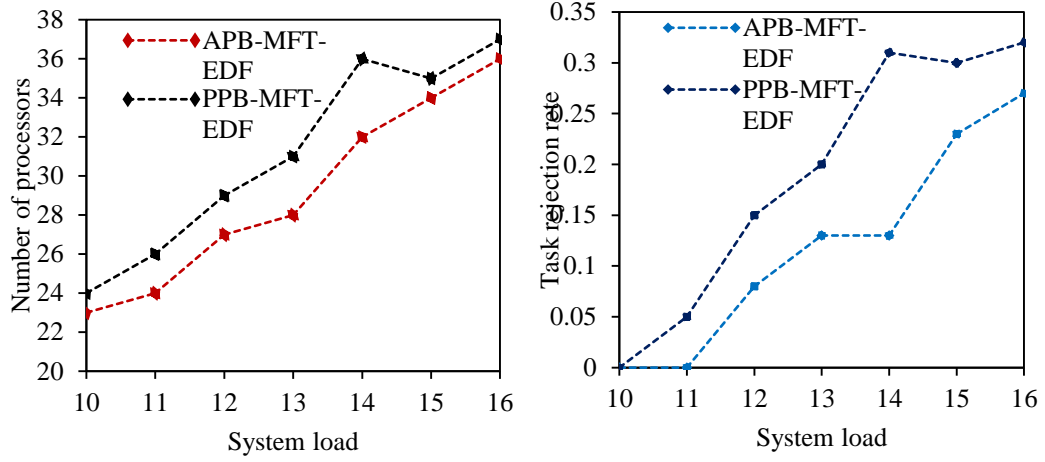 38
36
34
32
30
28
26
24
22
20
Number of processors
APB-MFT-
EDF
PPB-MFT-
EDF
10 11 12 13 14 15 16
System load
0.35
0.3
0.25
0.2
0.15
0.1
0.05
0
Task rejection rate
APB-MFT-
EDF
PPB-MFT-
EDF
10 11 12 13 14 15 16
System load